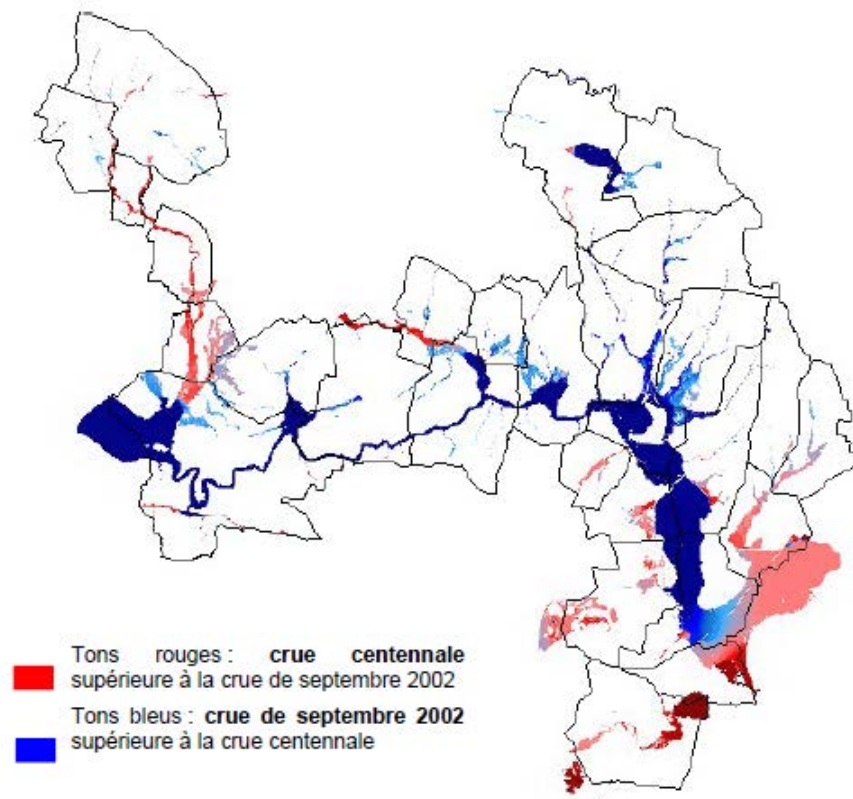 Tons rouges : crue centennale
supérieure à la crue de septembre 2002
Tons bleus : crue de septembre 2002
supérieure à la crue centennale